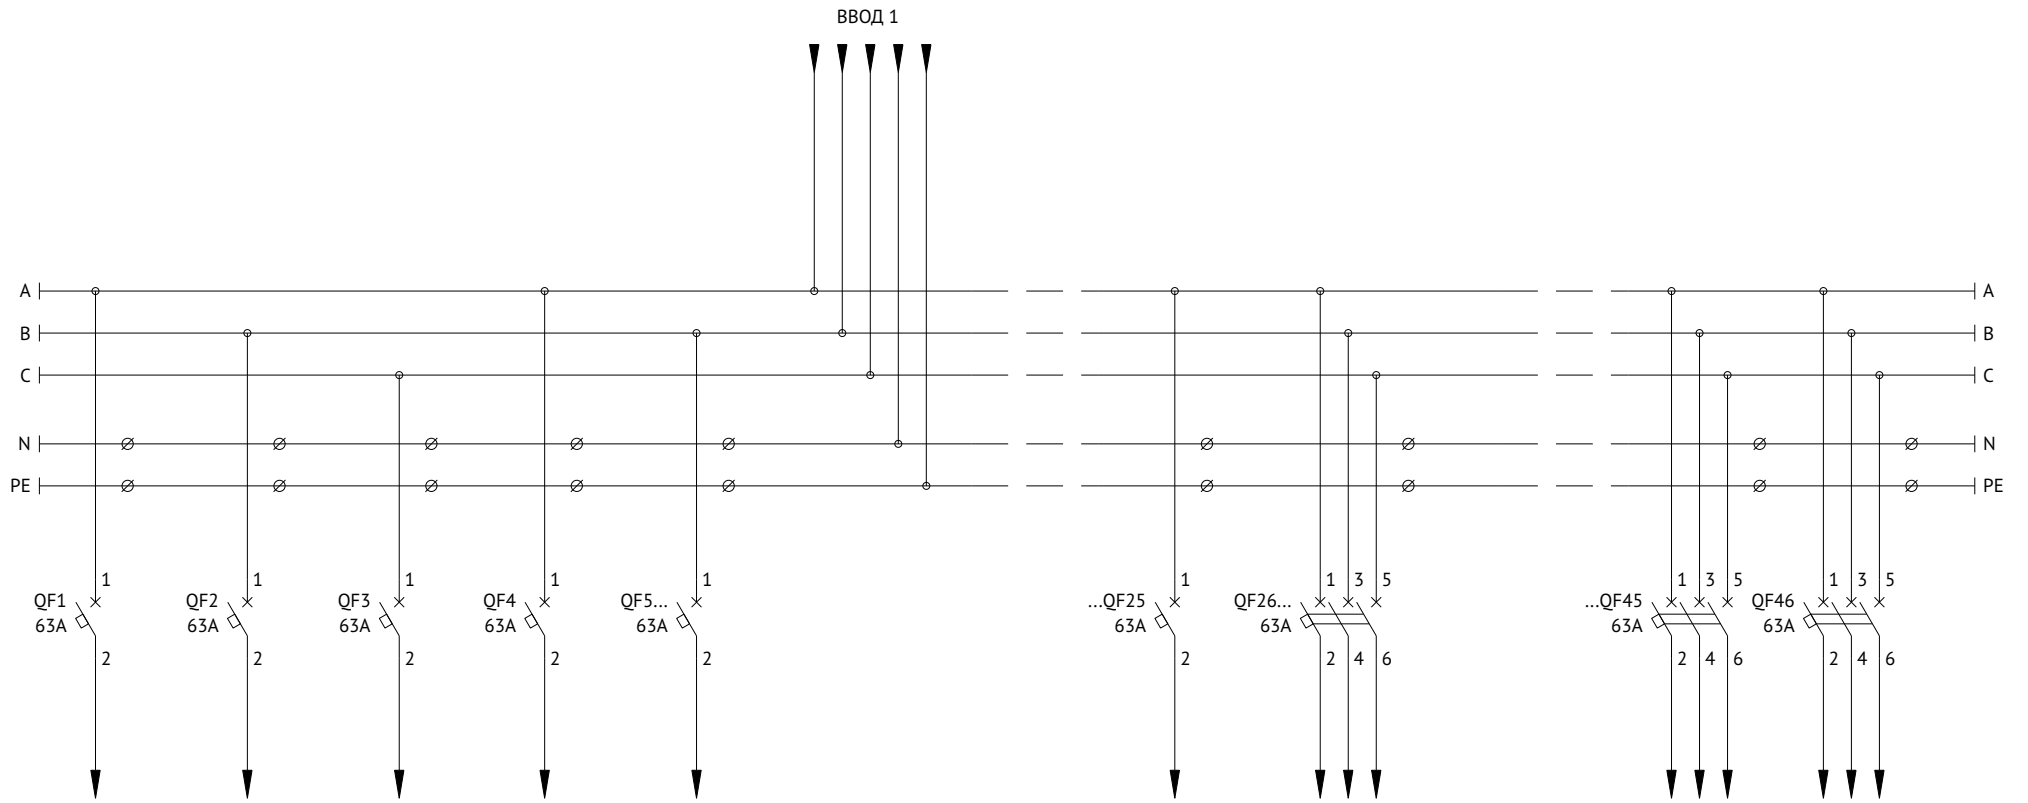 ВВОД 1
A A
B B
C C
N N
PE PE
1 1 1 1 1 1 1 3 5 1 3 5 1 3 5
QF1 QF2 QF3 QF4 QF5... ...QF25 QF26... ...QF45 QF46
63A 63A 63A 63A 63A 63A 63A 63A 63A
2 2 2 2 2 2 2 4 6 2 4 6 2 4 6